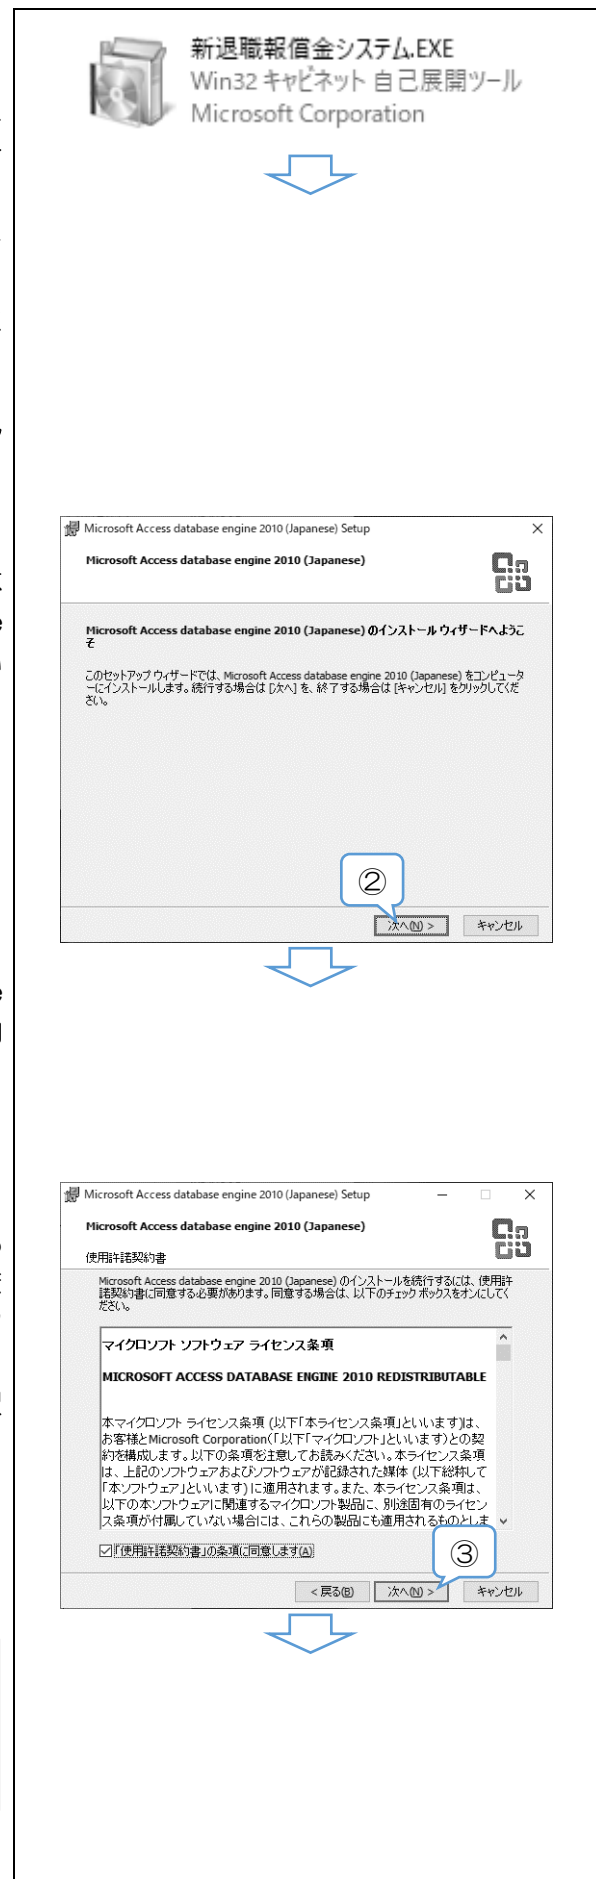 新退職報償金システム.EXE
Win32 キャビネット 自己展開ツール
Microsoft Corporation
Microsoft Access database engine 2010 (Japanese) Setup
Microsoft Access database engine 2010 (Japanese)
Microsoft Access database engine 2010 (Japanese) のインストール ウィザードへようこ
そ
このセットアップ ウィザードでは、Microsoft Access database engine 2010 (Japanese) をコンピュータ
ーにインストールします。続行する場合は [次へ] を、終了する場合は [キャンセル] をクリックしてくだ
さい。
②
次へ(N) >
キャンセル
Microsoft Access database engine 2010 (Japanese) Setup
Microsoft Access database engine 2010 (Japanese)
使用許諾契約書
Microsoft Access database engine 2010 (Japanese) のインストールを続行するには、使用許
諾契約書に同意する必要があります。同意する場合は、以下のチェック ボックスをオンにしてく
ださい。
マイクロソフト ソフトウェア ライセンス条項
MICROSOFT ACCESS DATABASE ENGINE 2010 REDISTRIBUTABLE
本マイクロソフト ライセンス条項 (以下「本ライセンス条項」といいます)は、
お客様とMicrosoft Corporation(「以下「マイクロソフト」といいます)との契
約を構成します。以下の条項を注意してお読みください。本ライセンス条項
は、上記のソフトウェアおよびソフトウェアが記録された媒体 (以下総称して
「本ソフトウェア」といいます) に適用されます。また、本ライセンス条項は、
以下の本ソフトウェアに関連するマイクロソフト製品に、別途固有のライセン
ス条項が付属していない場合には、これらの製品にも適用されるものとしま
「使用許諾契約書」の条項に同意します(A)
③
< 戻る(B)
次へ(N) >
キャンセル